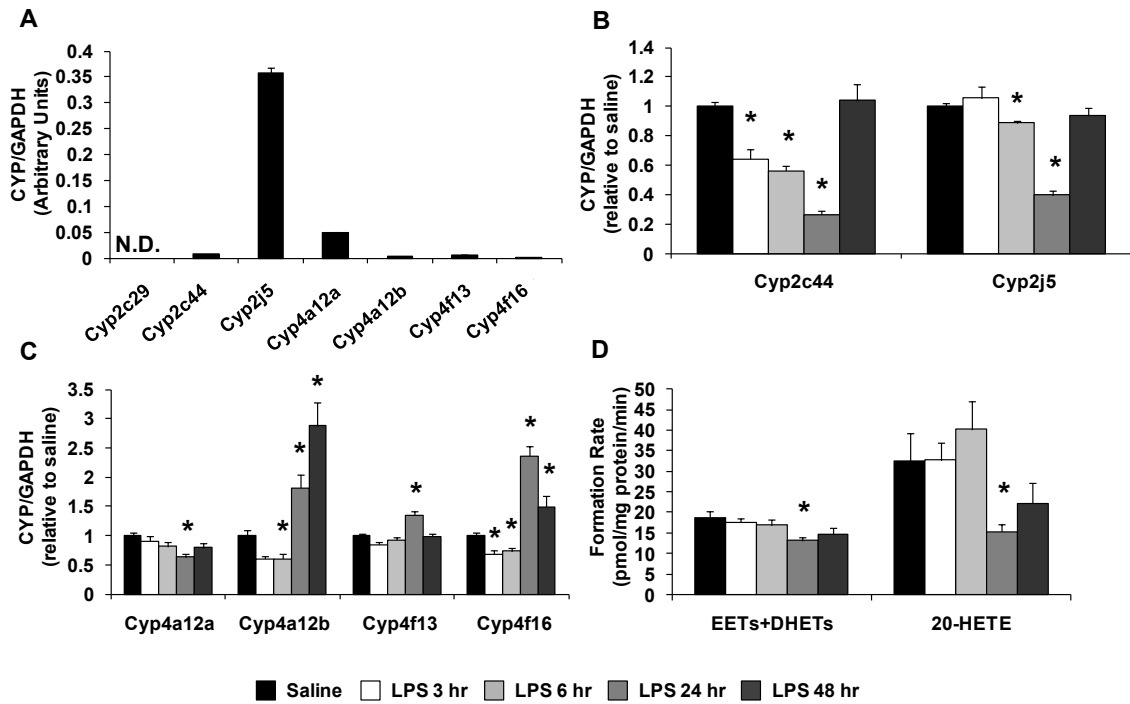 A
CYP/GAPDH
(Arbitrary Units)
0.4
0.35
0.3
0.25
0.2
0.15
0.1
0.05
0
N.D.
Cyp2c29
Cyp2c44
Cyp2j5
Cyp4a12a
Cyp4a12b
Cyp4f13
Cyp4f16
B
CYP/GAPDH
(relative to saline)
1.4
1.2
1
0.8
0.6
0.4
0.2
0
* * * * *
Cyp2c44 Cyp2j5
C
CYP/GAPDH
(relative to saline)
3.5
3
2.5
2
1.5
1
0.5
0
* * * * * * * * *
Cyp4a12a Cyp4a12b Cyp4f13 Cyp4f16
D
Formation Rate
(pmol/mg protein/min)
50
45
40
35
30
25
20
15
10
5
0
* *
EETs+DHETs 20-HETE
Saline LPS 3 hr LPS 6 hr LPS 24 hr LPS 48 hr